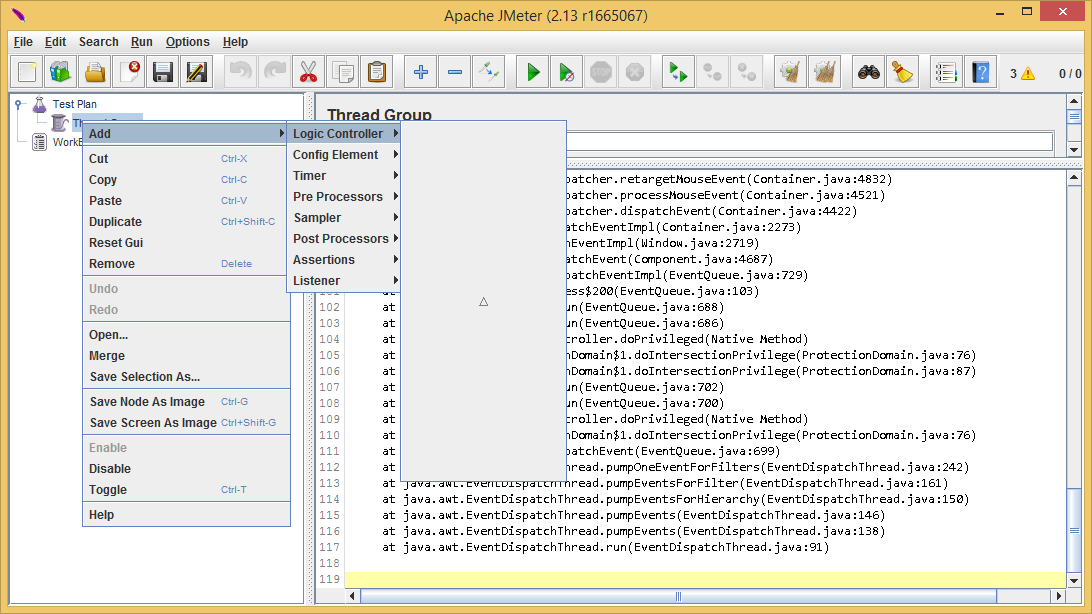 Apache JMeter (2.13 r1665067)
File Edit Search Run Options Help
STOP
3 0 / 0
Test Plan
Add
Cut Ctrl-X
Copy Ctrl-C
Paste Ctrl-V
Duplicate Ctrl+Shift-C
Reset Gui
Remove Delete
Undo
Redo
Open...
Merge
Save Selection As...
Save Node As Image Ctrl-G
Save Screen As Image Ctrl+Shift-G
Enable
Disable
Toggle Ctrl-T
Help
Logic Controller
Config Element
Timer
Pre Processors
Sampler
Post Processors
Assertions
Listener
Thread Group
patcher.retargetMouseEvent(Container.java:4832)
patcher.processMouseEvent(Container.java:4521)
patcher.dispatchEvent(Container.java:4422)
atchEventImpl(Container.java:2273)
atchEventImpl(Window.java:2719)
atchEvent(Component.java:4687)
patchEventImpl(EventQueue.java:729)
at ess$200(EventQueue.java:103)
102 at un(EventQueue.java:688)
103 at un(EventQueue.java:686)
104 at roller.doPrivileged(Native Method)
105 at nDomain$1.doIntersectionPrivilege(ProtectionDomain.java:76)
106 at nDomain$1.doIntersectionPrivilege(ProtectionDomain.java:87)
107 at un(EventQueue.java:702)
108 at un(EventQueue.java:700)
109 at roller.doPrivileged(Native Method)
110 at nDomain$1.doIntersectionPrivilege(ProtectionDomain.java:76)
111 at patchEvent(EventQueue.java:699)
112 at hread.pumpOneEventForFilters(EventDispatchThread.java:242)
113 at java.awt.EventDispatchThread.pumpEventsForFilter(EventDispatchThread.java:161)
114 at java.awt.EventDispatchThread.pumpEventsForHierarchy(EventDispatchThread.java:150)
115 at java.awt.EventDispatchThread.pumpEvents(EventDispatchThread.java:146)
116 at java.awt.EventDispatchThread.pumpEvents(EventDispatchThread.java:138)
117 at java.awt.EventDispatchThread.run(EventDispatchThread.java:91)
118
119